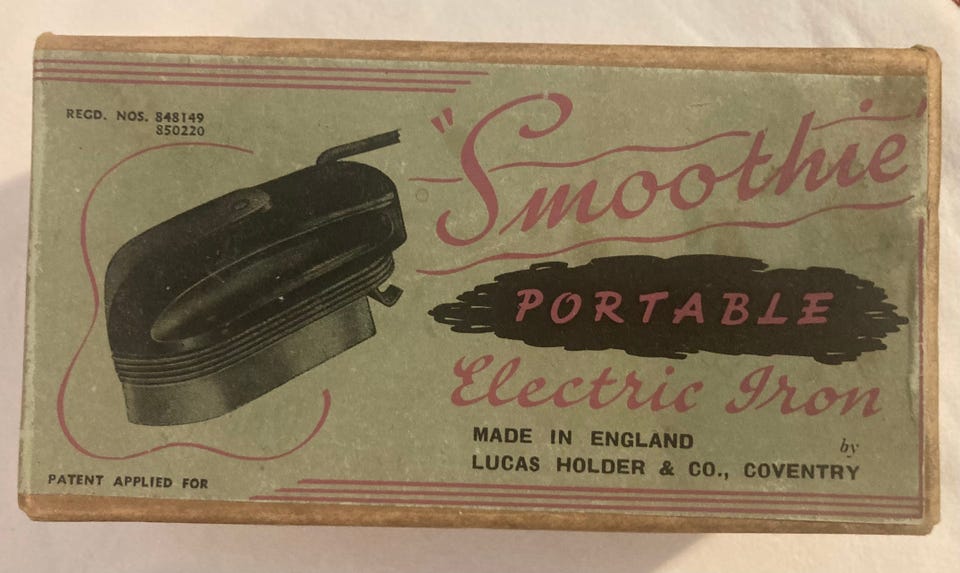 REGD. NOS. 848149
850220
"Smoothie"
PORTABLE
Electric Iron
MADE IN ENGLAND
by
LUCAS HOLDER & CO., COVENTRY
PATENT APPLIED FOR